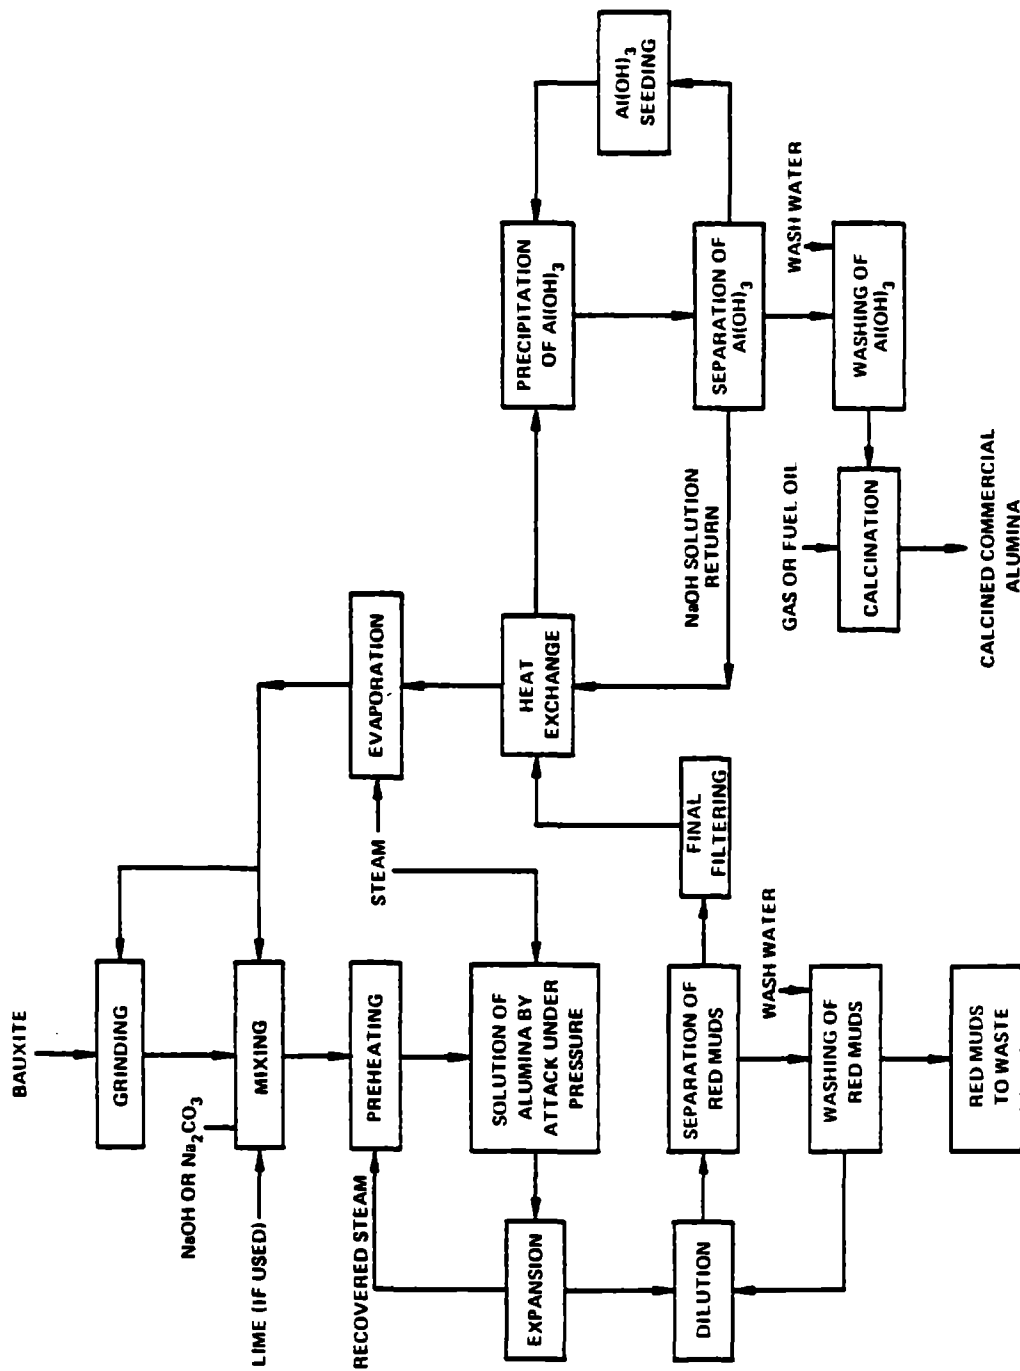 BAUXITE
GRINDING
NaOH OR Na₂CO₃
LIME (IF USED)
MIXING
RECOVERED STEAM
PREHEATING
STEAM
EVAPORATION
SOLUTION OF
ALUMINA BY
ATTACK UNDER
PRESSURE
EXPANSION
DILUTION
SEPARATION OF
RED MUDS
FINAL
FILTERING
HEAT
EXCHANGE
WASH WATER
WASHING OF
RED MUDS
RED MUDS
TO WASTE
PRECIPITATION
OF Al(OH)₃
Al(OH)₃
SEEDING
NaOH SOLUTION
RETURN
SEPARATION OF
Al(OH)₃
WASH WATER
WASHING OF
Al(OH)₃
GAS OR FUEL OIL
CALCINATION
CALCINED COMMERCIAL
ALUMINA